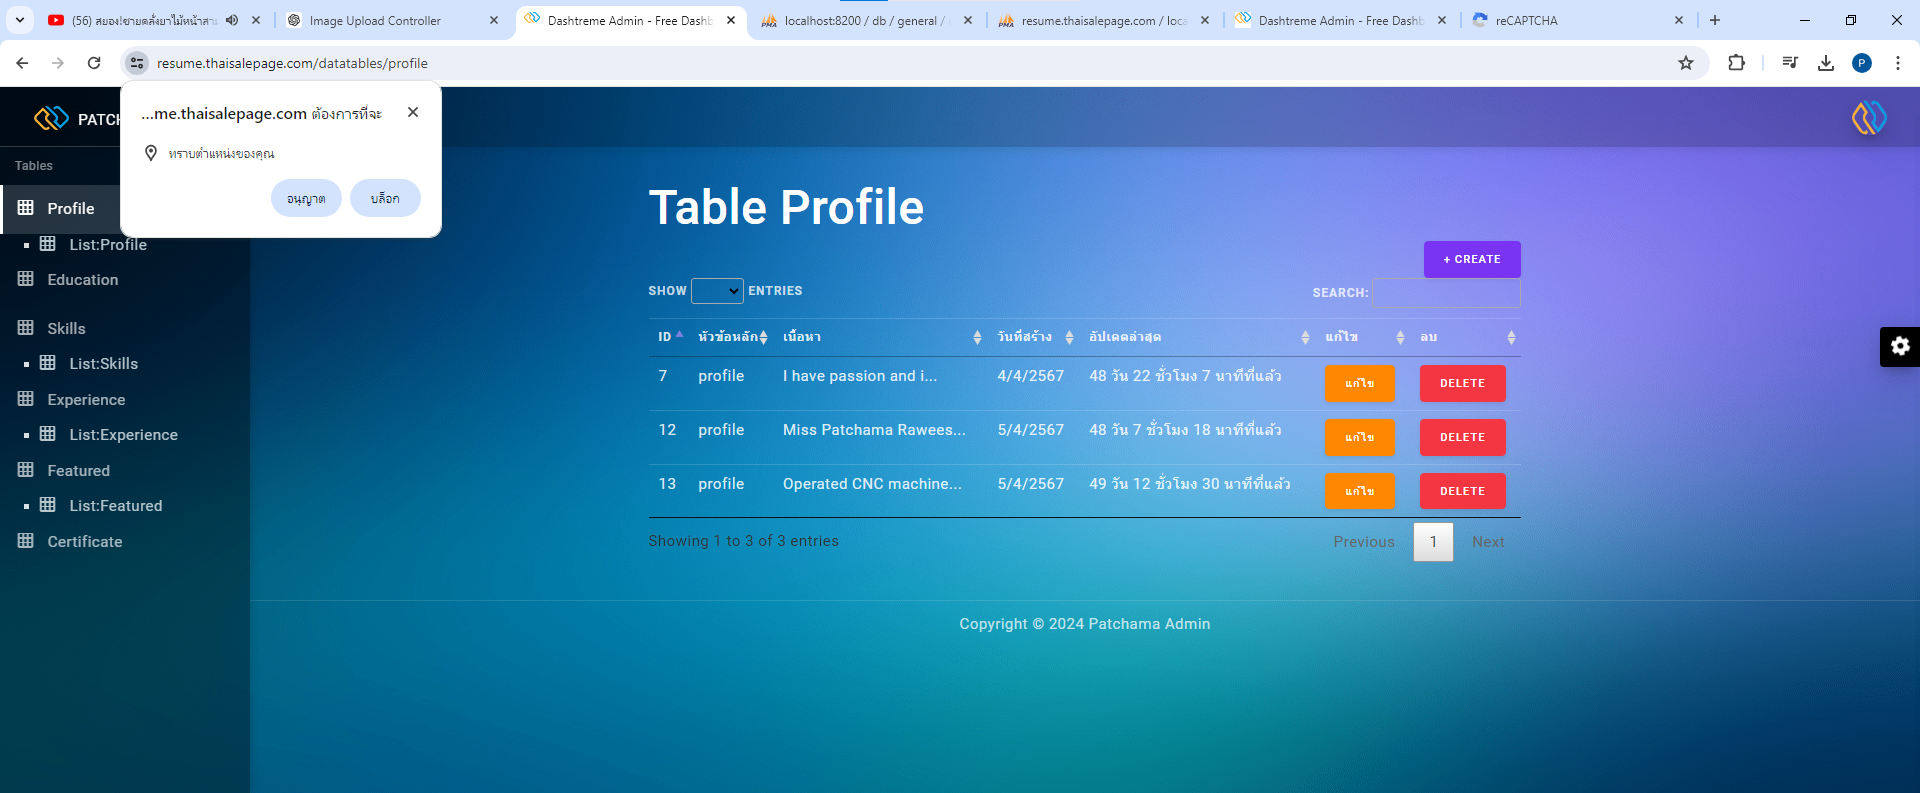 (56) สยอง!ชายคลั่งยาไม้หน้าสาม
Image Upload Controller
Dashtreme Admin - Free Dashb
localhost:8200 / db / general /
resume.thaisalepage.com / loca
Dashtreme Admin - Free Dashb
reCAPTCHA
resume.thaisalepage.com/datatables/profile
P
...me.thaisalepage.com ต้องการที่จะ
ทราบตำแหน่งของคุณ
อนุญาต
บล็อก
PATCH
Tables
Profile
List:Profile
Education
Skills
List:Skills
Experience
List:Experience
Featured
List:Featured
Certificate
Table Profile
+ CREATE
SHOW ENTRIES
SEARCH:
ID หัวข้อหลัก เนื้อหา วันที่สร้าง อัปเดตล่าสุด แก้ไข ลบ
7 profile I have passion and i... 4/4/2567 48 วัน 22 ชั่วโมง 7 นาทีที่แล้ว แก้ไข DELETE
12 profile Miss Patchama Rawees... 5/4/2567 48 วัน 7 ชั่วโมง 18 นาทีที่แล้ว แก้ไข DELETE
13 profile Operated CNC machine... 5/4/2567 49 วัน 12 ชั่วโมง 30 นาทีที่แล้ว แก้ไข DELETE
Showing 1 to 3 of 3 entries
Previous 1 Next
Copyright © 2024 Patchama Admin